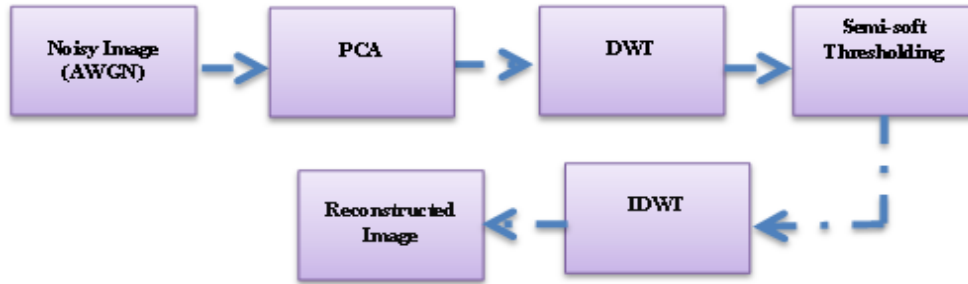 Noisy Image
(AWGN)
PCA
DWT
Semi-soft
Thresholding
IDWT
Reconstructed
Image